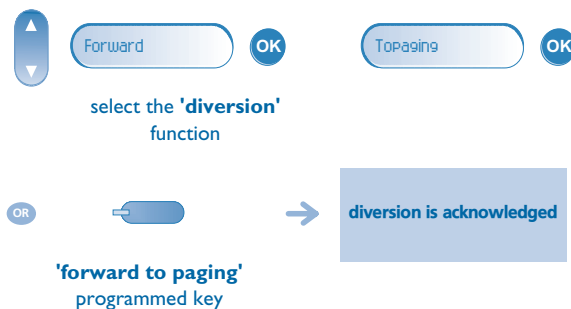 Forward OK Topaging OK
select the 'diversion'
function
OR diversion is acknowledged
'forward to paging'
programmed key